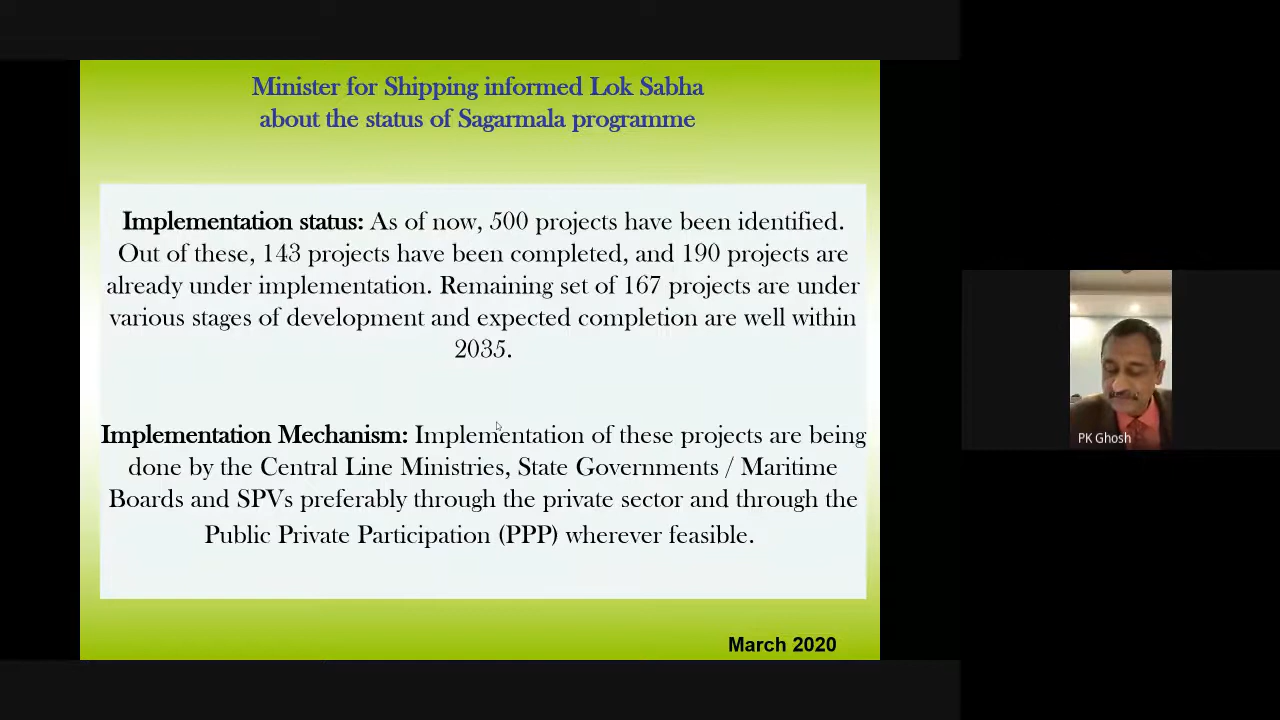 Minister for Shipping informed Lok Sabha
about the status of Sagarmala programme
Implementation status: As of now, 500 projects have been identified.
Out of these, 143 projects have been completed, and 190 projects are
already under implementation. Remaining set of 167 projects are under
various stages of development and expected completion are well within
2035.
Implementation Mechanism: Implementation of these projects are being
done by the Central Line Ministries, State Governments / Maritime
Boards and SPVs preferably through the private sector and through the
Public Private Participation (PPP) wherever feasible.
March 2020
PK Ghosh